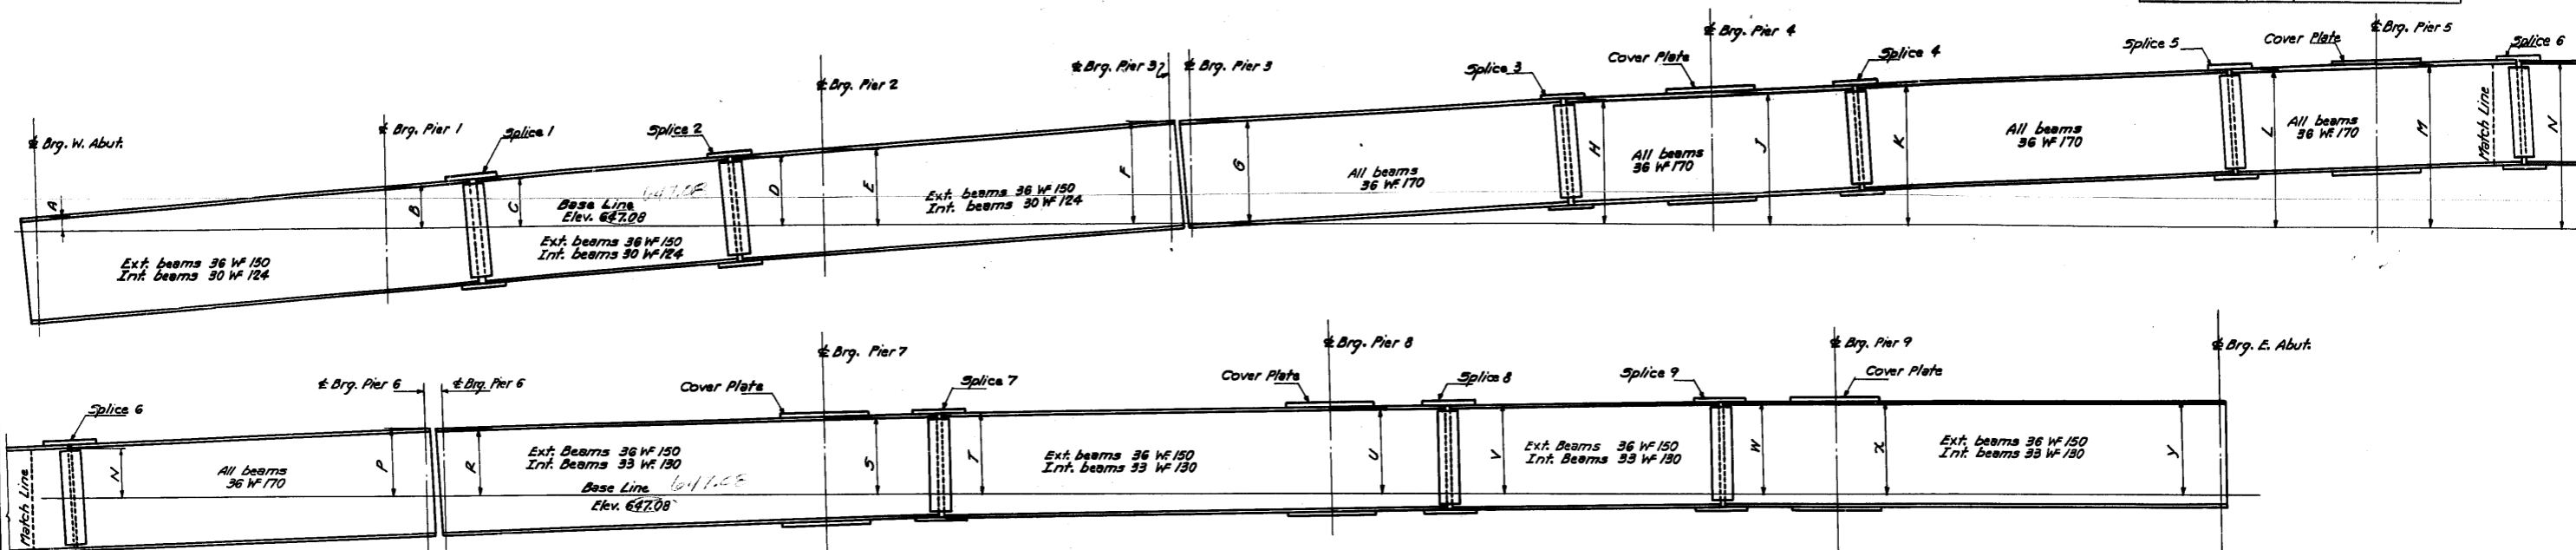 ℄ Brg. W. Abut.
A
℄ Brg. Pier 1
Splice 1
B
C
Splice 2
Base Line
647.08
Elev. 647.08
D
℄ Brg. Pier 2
E
Ext. beams 36 WF 150
Int. beams 30 WF 124
Ext. beams 36 WF 150
Int. beams 30 WF 124
Ext. beams 36 WF 150
Int. beams 30 WF 124
F
℄ Brg. Pier 3
℄ Brg. Pier 3
G
All beams
36 WF 170
Splice 3
H
Cover Plate
℄ Brg. Pier 4
All beams
36 WF 170
J
Splice 4
K
All beams
36 WF 170
Splice 5
L
Cover Plate
℄ Brg. Pier 5
All beams
36 WF 170
M
Match Line
Splice 6
N
Match Line
Splice 6
N
All beams
36 WF 170
℄ Brg. Pier 6
℄ Brg. Pier 6
P
R
Ext. Beams 36 WF 150
Int. Beams 33 WF 130
Base Line 647.08
Elev. 647.08
Cover Plate
℄ Brg. Pier 7
S
Splice 7
T
Ext. beams 36 WF 150
Int. beams 33 WF 130
Cover Plate
℄ Brg. Pier 8
U
Splice 8
V
Ext. Beams 36 WF 150
Int. Beams 33 WF 130
Splice 9
W
℄ Brg. Pier 9
Cover Plate
X
Ext. beams 36 WF 150
Int. beams 33 WF 130
Y
℄ Brg. E. Abut.